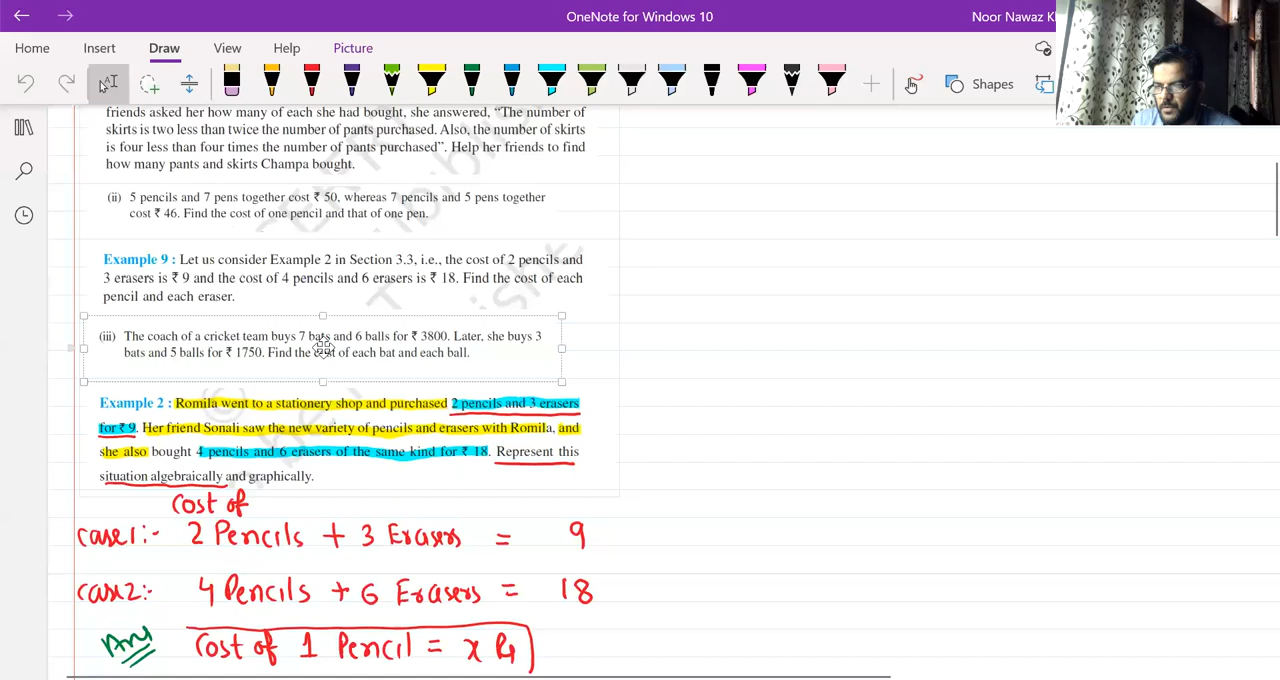 OneNote for Windows 10
Noor Nawaz
Home Insert Draw View Help Picture
Shapes
friends asked her how many of each she had bought, she answered, “The number of
skirts is two less than twice the number of pants purchased. Also, the number of skirts
is four less than four times the number of pants purchased”. Help her friends to find
how many pants and skirts Champa bought.
(ii) 5 pencils and 7 pens together cost ₹ 50, whereas 7 pencils and 5 pens together
cost ₹ 46. Find the cost of one pencil and that of one pen.
Example 9 : Let us consider Example 2 in Section 3.3, i.e., the cost of 2 pencils and
3 erasers is ₹ 9 and the cost of 4 pencils and 6 erasers is ₹ 18. Find the cost of each
pencil and each eraser.
(iii) The coach of a cricket team buys 7 bats and 6 balls for ₹ 3800. Later, she buys 3
bats and 5 balls for ₹ 1750. Find the cost of each bat and each ball.
Example 2 : Romila went to a stationery shop and purchased 2 pencils and 3 erasers
for ₹ 9. Her friend Sonali saw the new variety of pencils and erasers with Romila, and
she also bought 4 pencils and 6 erasers of the same kind for ₹ 18. Represent this
situation algebraically and graphically.
Cost of
Case1:- 2 Pencils + 3 Erasers = 9
Case2:- 4 Pencils + 6 Erasers = 18
Ans Cost of 1 Pencil = x